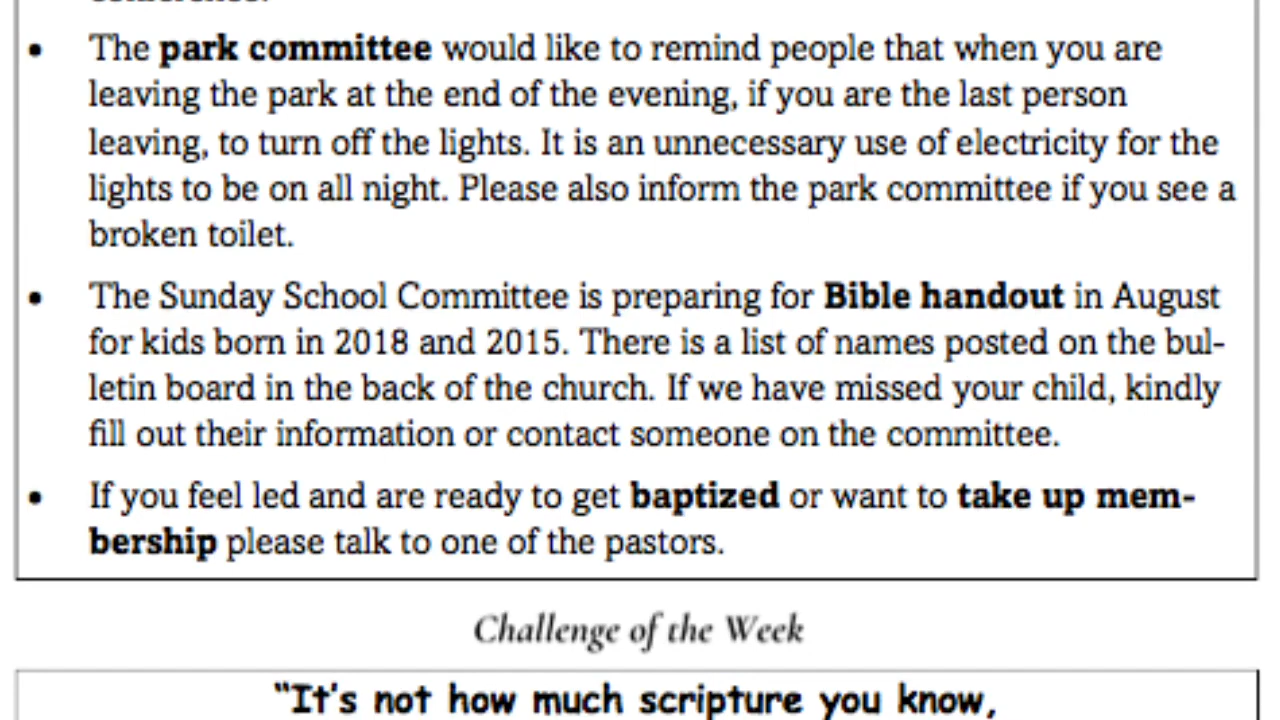 • The park committee would like to remind people that when you are
leaving the park at the end of the evening, if you are the last person
leaving, to turn off the lights. It is an unnecessary use of electricity for the
lights to be on all night. Please also inform the park committee if you see a
broken toilet.
• The Sunday School Committee is preparing for Bible handout in August
for kids born in 2018 and 2015. There is a list of names posted on the bul-
letin board in the back of the church. If we have missed your child, kindly
fill out their information or contact someone on the committee.
• If you feel led and are ready to get baptized or want to take up mem-
bership please talk to one of the pastors.
Challenge of the Week
“It's not how much scripture you know,